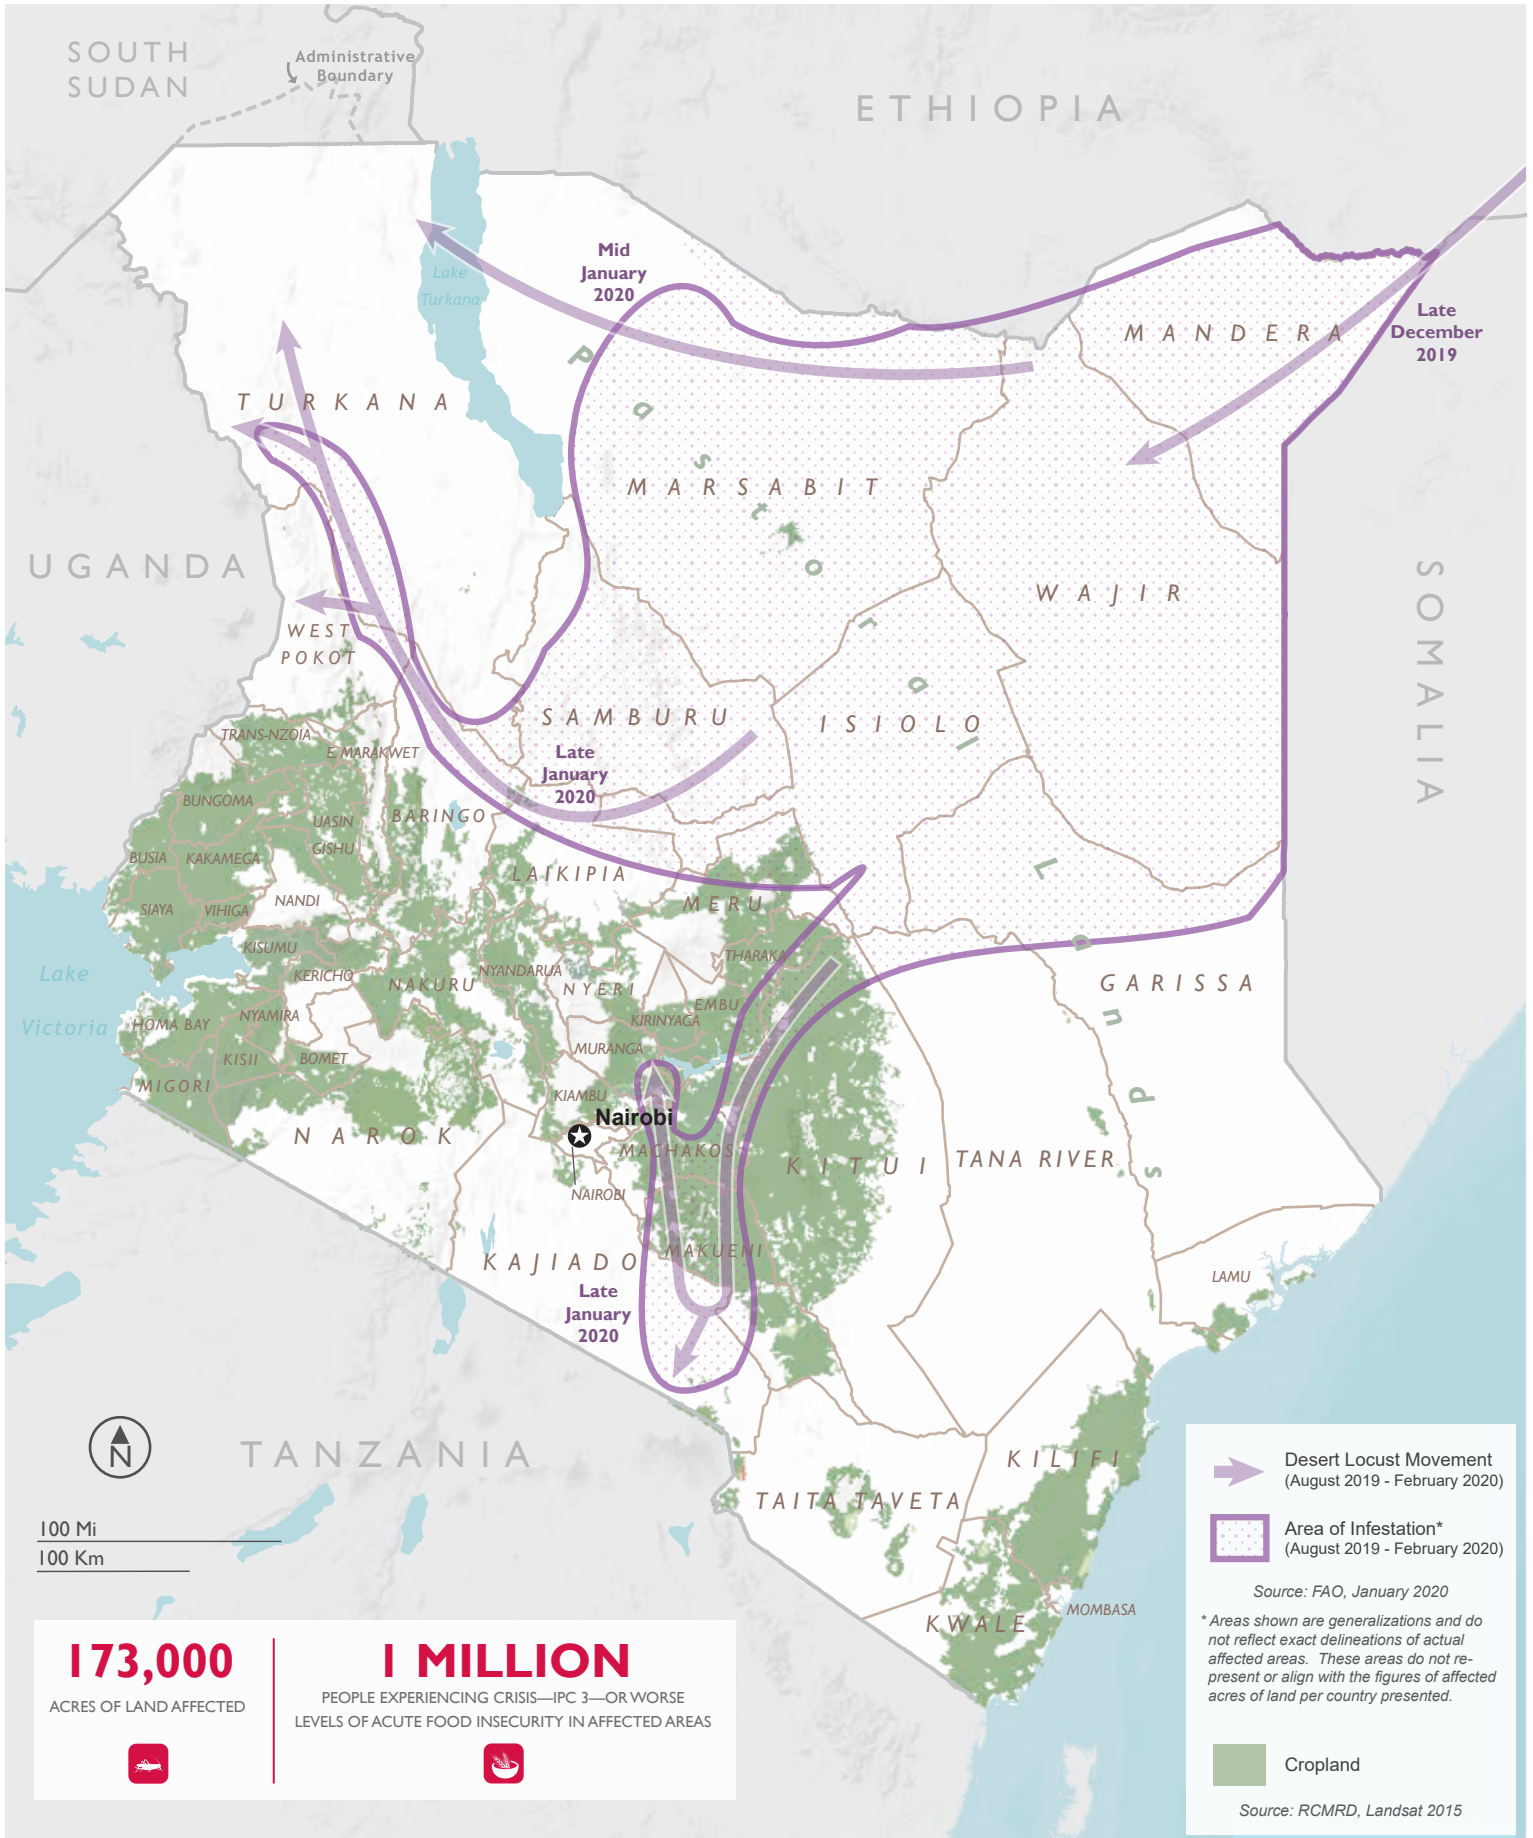 SOUTH
SUDAN
Administrative
Boundary
ETHIOPIA
Mid
January
2020
Lake
Turkana
Late
December
2019
MANDERA
TURKANA
MARSABIT
UGANDA
WAJIR
SOMALIA
WEST
POKOT
SAMBURU
ISIOLO
Pastoral Lands
Late
January
2020
TRANS-NZOIA
E MARAKWET
BUNGOMA
UASIN
GISHU
BARINGO
BUSIA
KAKAMEGA
LAIKIPIA
NANDI
SIAYA
VIHIGA
MERU
KISUMU
THARAKA
KERICHO
NAKURU
NYANDARUA
NYERI
GARISSA
Lake
Victoria
HOMA BAY
NYAMIRA
EMBU
KIRINYAGA
KISII
BOMET
MURANGA
MIGORI
KIAMBU
Nairobi
NAROK
MACHAKOS
KITUI
TANA RIVER
NAIROBI
KAJIADO
MAKUENI
LAMU
Late
January
2020
N
TANZANIA
KILIFI
TAITA TAVETA
KWALE
MOMBASA
100 Mi
100 Km
173,000
ACRES OF LAND AFFECTED
1 MILLION
PEOPLE EXPERIENCING CRISIS—IPC 3—OR WORSE
LEVELS OF ACUTE FOOD INSECURITY IN AFFECTED AREAS
Desert Locust Movement
(August 2019 - February 2020)
Area of Infestation*
(August 2019 - February 2020)
Source: FAO, January 2020
* Areas shown are generalizations and do
not reflect exact delineations of actual
affected areas. These areas do not re-
present or align with the figures of affected
acres of land per country presented.
Cropland
Source: RCMRD, Landsat 2015